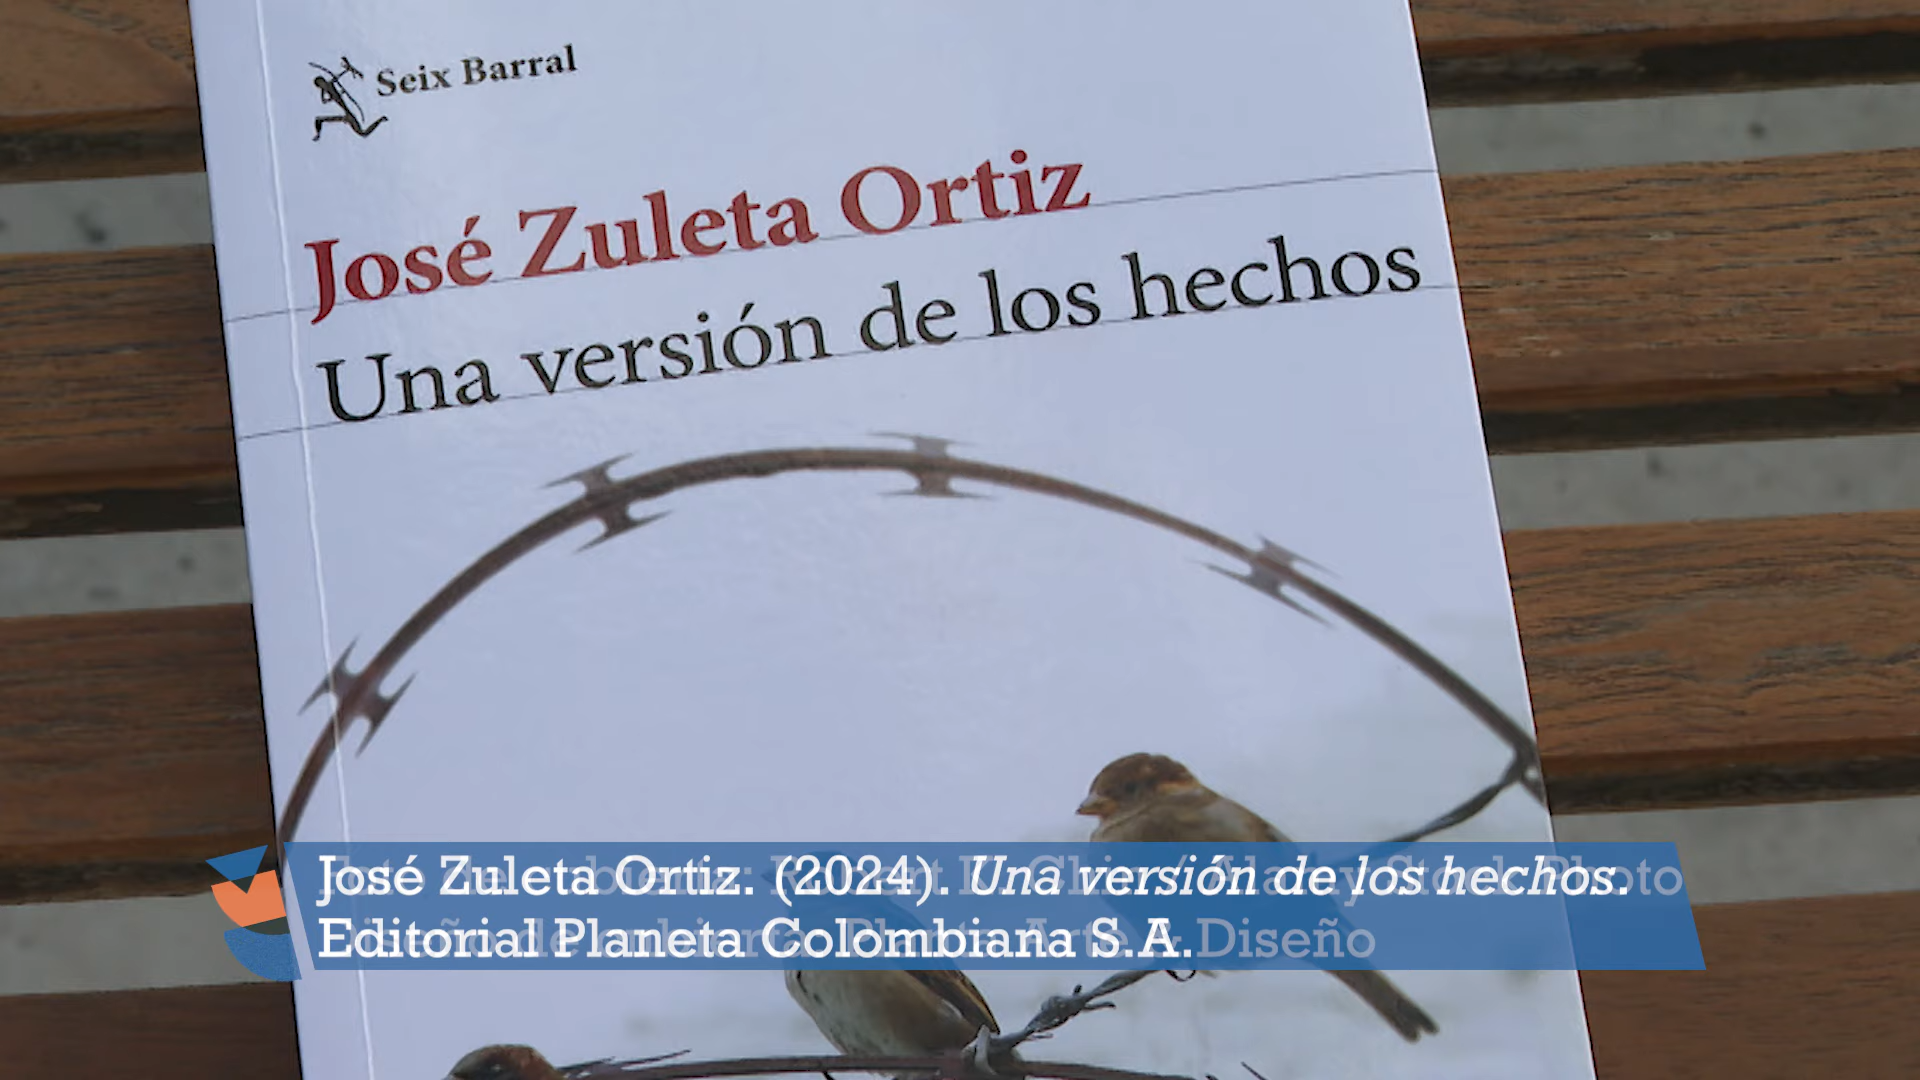 Seix Barral
José Zuleta Ortiz
Una versión de los hechos
José Zuleta Ortiz. (2024). Una versión de los hechos.
Editorial Planeta Colombiana S.A.
Diseño